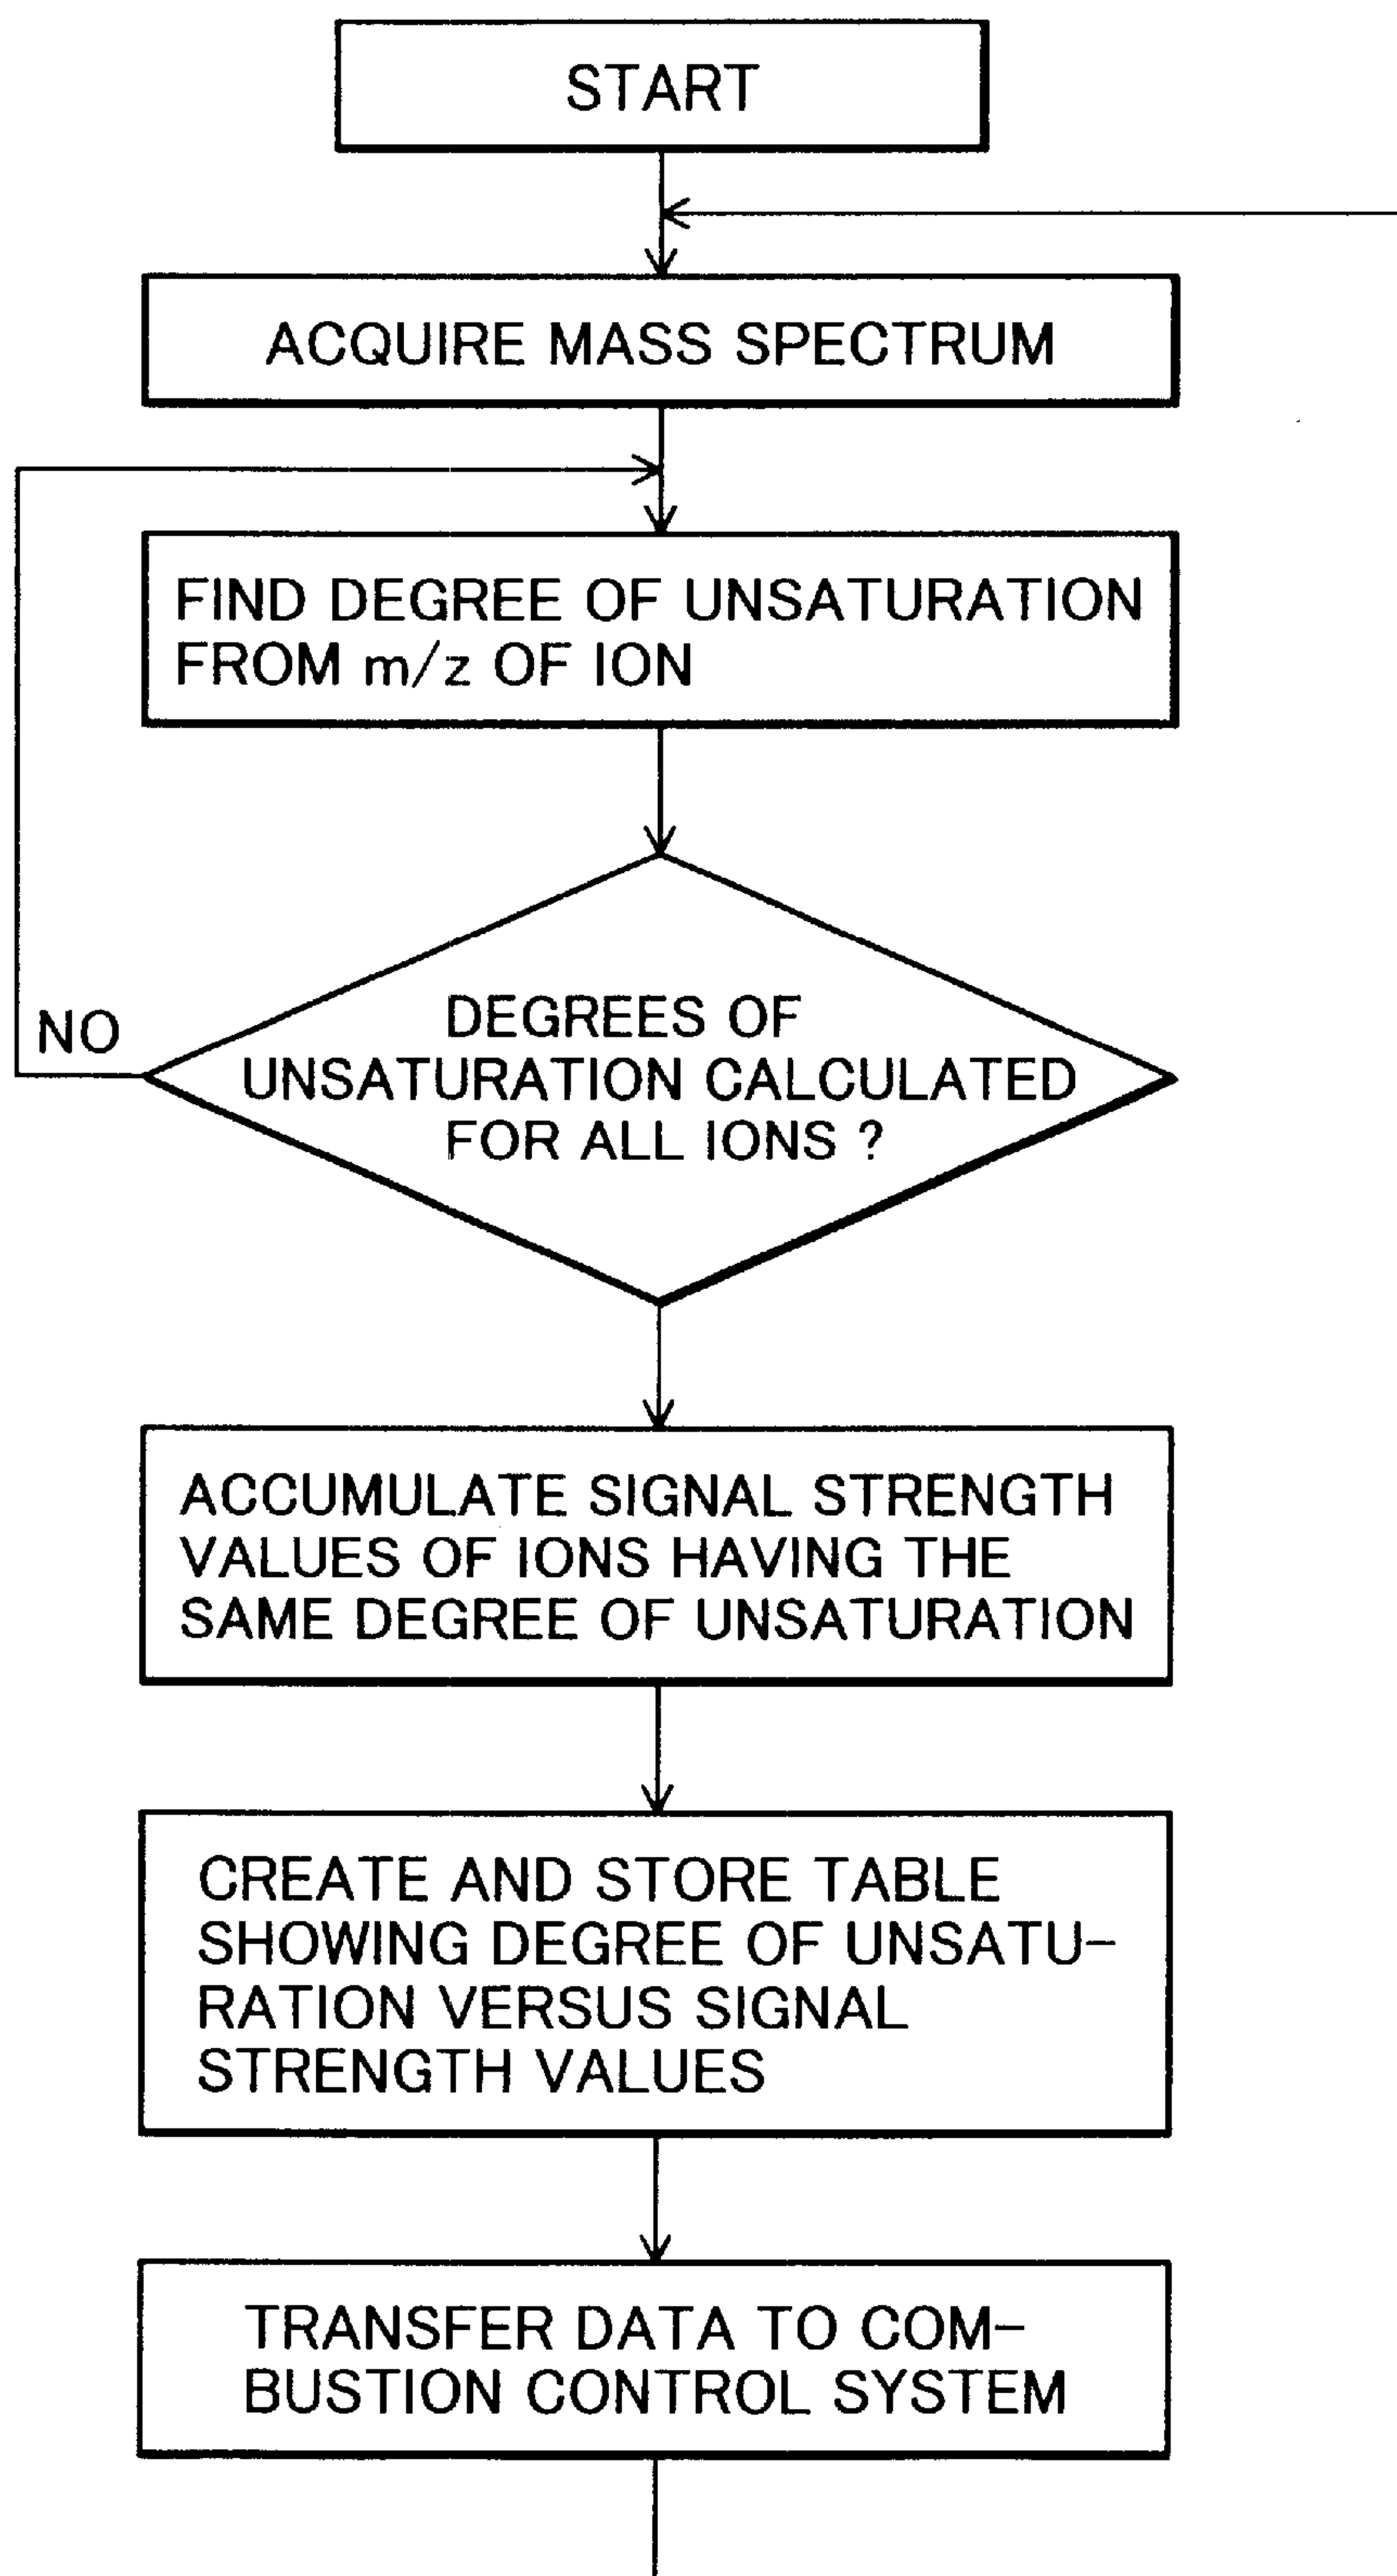 START
ACQUIRE MASS SPECTRUM
FIND DEGREE OF UNSATURATION
FROM m/z OF ION
NO
DEGREES OF
UNSATURATION CALCULATED
FOR ALL IONS ?
ACCUMULATE SIGNAL STRENGTH
VALUES OF IONS HAVING THE
SAME DEGREE OF UNSATURATION
CREATE AND STORE TABLE
SHOWING DEGREE OF UNSATU-
RATION VERSUS SIGNAL
STRENGTH VALUES
TRANSFER DATA TO COM-
BUSTION CONTROL SYSTEM